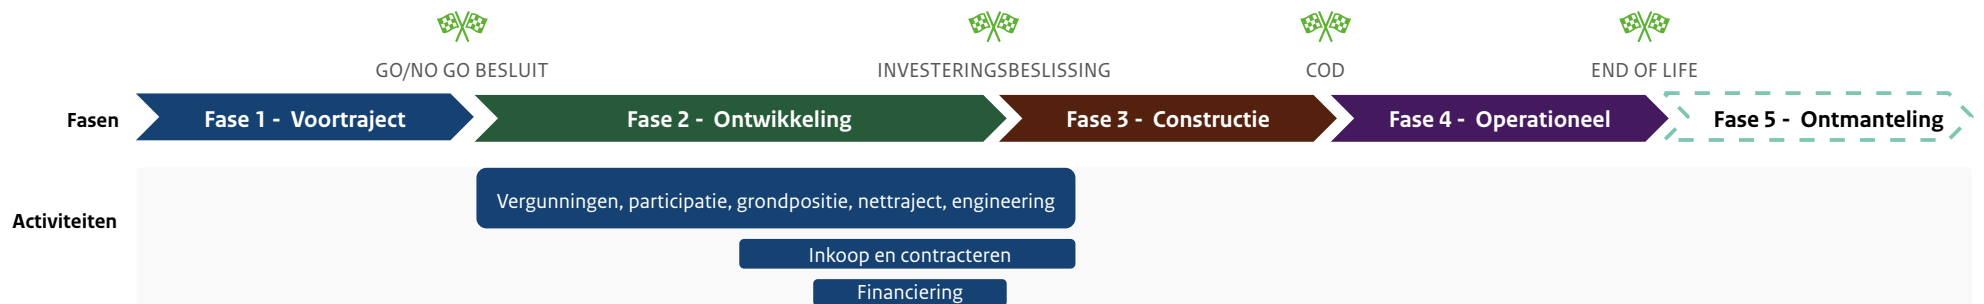 GO/NO GO BESLUIT
INVESTERINGSBESLISSING
COD
END OF LIFE
Fasen
Fase 1 - Voortraject
Fase 2 - Ontwikkeling
Fase 3 - Constructie
Fase 4 - Operationeel
Fase 5 - Ontmanteling
Activiteiten
Vergunningen, participatie, grondpositie, nettraject, engineering
Inkoop en contracteren
Financiering